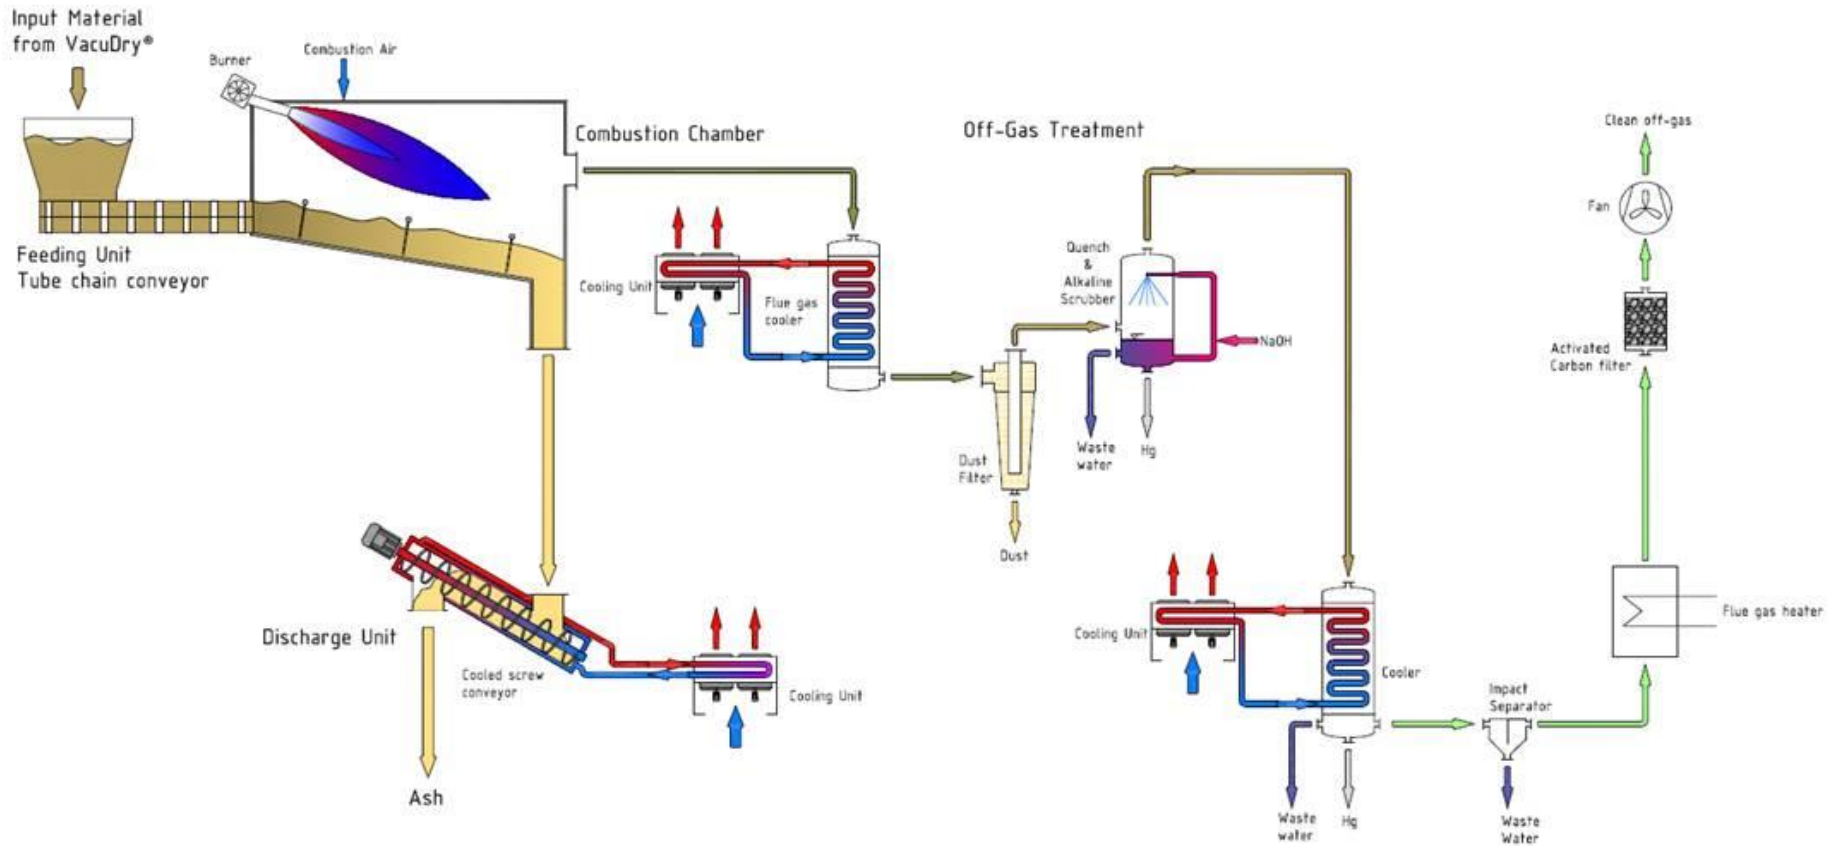 Input Material
from VacuDry®
Burner
Combustion Air
Combustion Chamber
Off-Gas Treatment
Clean off-gas
Fan
Feeding Unit
Tube chain conveyor
Cooling Unit
Flue gas
cooler
Quench
&
Alkaline
Scrubber
NaOH
Activated
Carbon filter
Waste
water
Hg
Dust
Filter
Dust
Discharge Unit
Cooled screw
conveyor
Cooling Unit
Ash
Cooling Unit
Cooler
Flue gas heater
Impact
Separator
Waste
water
Hg
Waste
Water